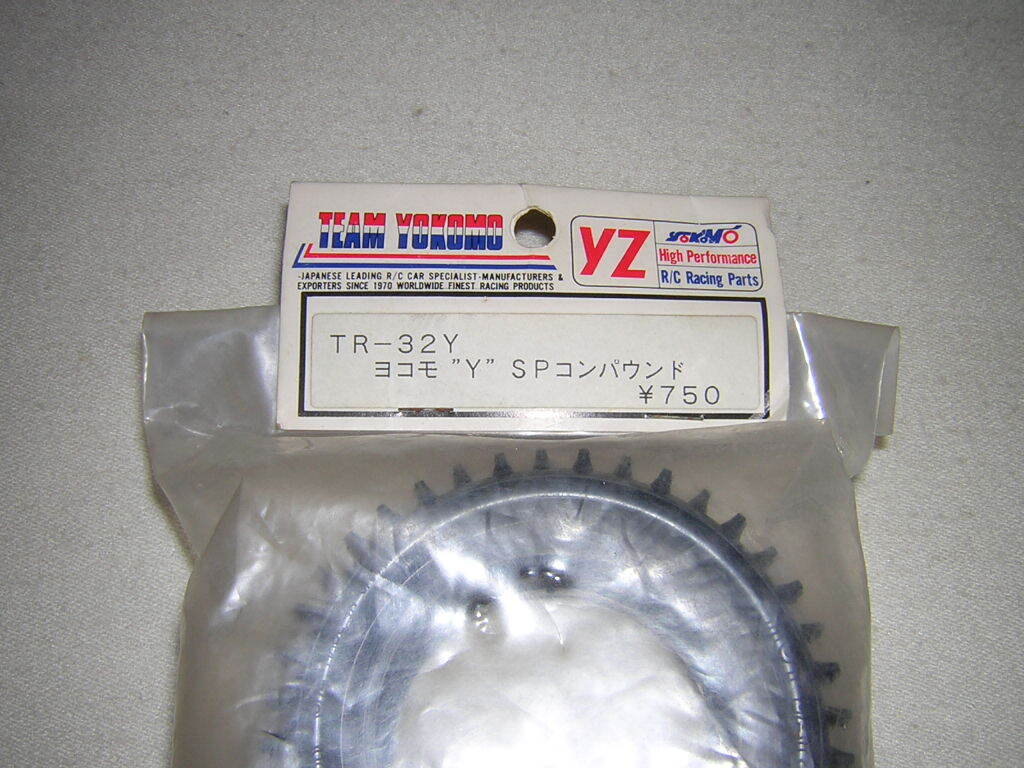 TEAM YOKOMO
·JAPANESE LEADING R/C CAR SPECIALIST·MANUFACTURERS &
EXPORTERS SINCE 1970 WORLDWIDE FINEST RACING PRODUCTS
YZ
YOKOMO
High Performance
R/C Racing Parts
TR-32Y
ヨコモ "Y" SPコンパウンド
¥750